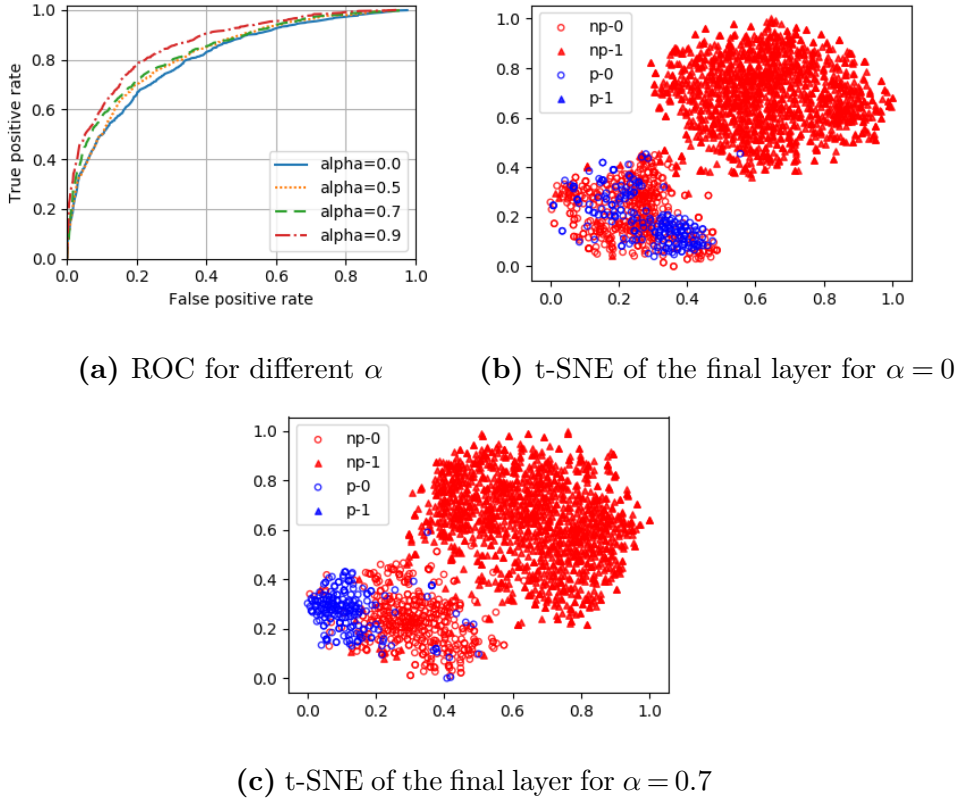 1.0
0.8
0.6
0.4
0.2
0.0
0.0 0.2 0.4 0.6 0.8 1.0
True positive rate
False positive rate
alpha=0.0
alpha=0.5
alpha=0.7
alpha=0.9
(a) ROC for different α
1.0
0.8
0.6
0.4
0.2
0.0
0.0 0.2 0.4 0.6 0.8 1.0
np-0
np-1
p-0
p-1
(b) t-SNE of the final layer for α = 0
1.0
0.8
0.6
0.4
0.2
0.0
0.0 0.2 0.4 0.6 0.8 1.0
np-0
np-1
p-0
p-1
(c) t-SNE of the final layer for α = 0.7